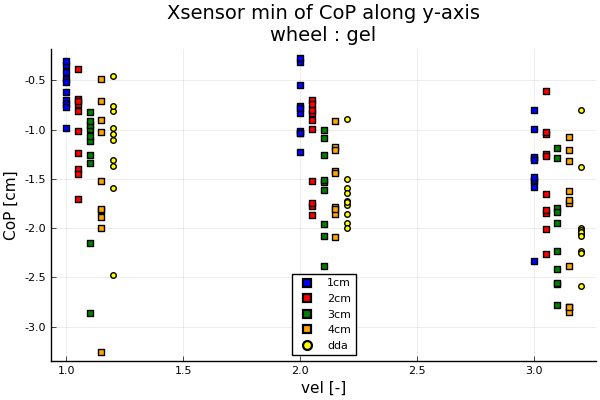 Xsensor min of CoP along y-axis
wheel : gel
CoP [cm]
-0.5
-1.0
-1.5
-2.0
-2.5
-3.0
1cm
2cm
3cm
4cm
dda
1.0 1.5 2.0 2.5 3.0
vel [-]